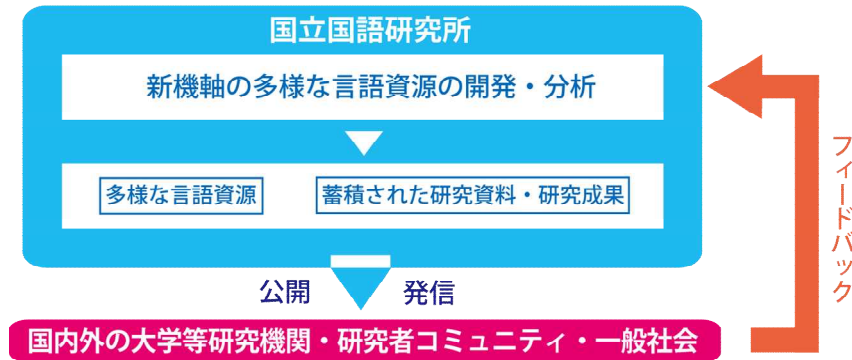 国立国語研究所
新機軸の多様な言語資源の開発・分析
多様な言語資源
蓄積された研究資料・研究成果
公開
発信
国内外の大学等研究機関・研究者コミュニティ・一般社会
フィードバック